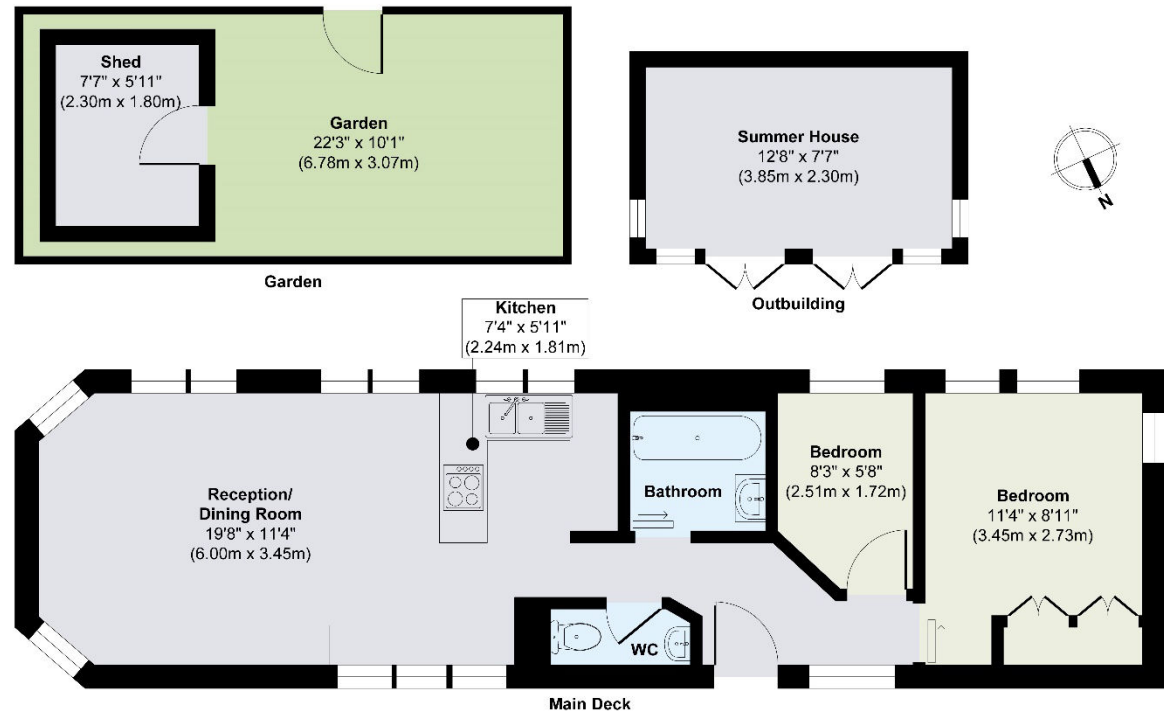 Shed
7'7" x 5'11"
(2.30m x 1.80m)
Garden
22'3" x 10'1"
(6.78m x 3.07m)
Garden
Summer House
12'8" x 7'7"
(3.85m x 2.30m)
Outbuilding
N
Kitchen
7'4" x 5'11"
(2.24m x 1.81m)
Reception/
Dining Room
19'8" x 11'4"
(6.00m x 3.45m)
Bathroom
Bedroom
8'3" x 5'8"
(2.51m x 1.72m)
Bedroom
11'4" x 8'11"
(3.45m x 2.73m)
WC
Main Deck